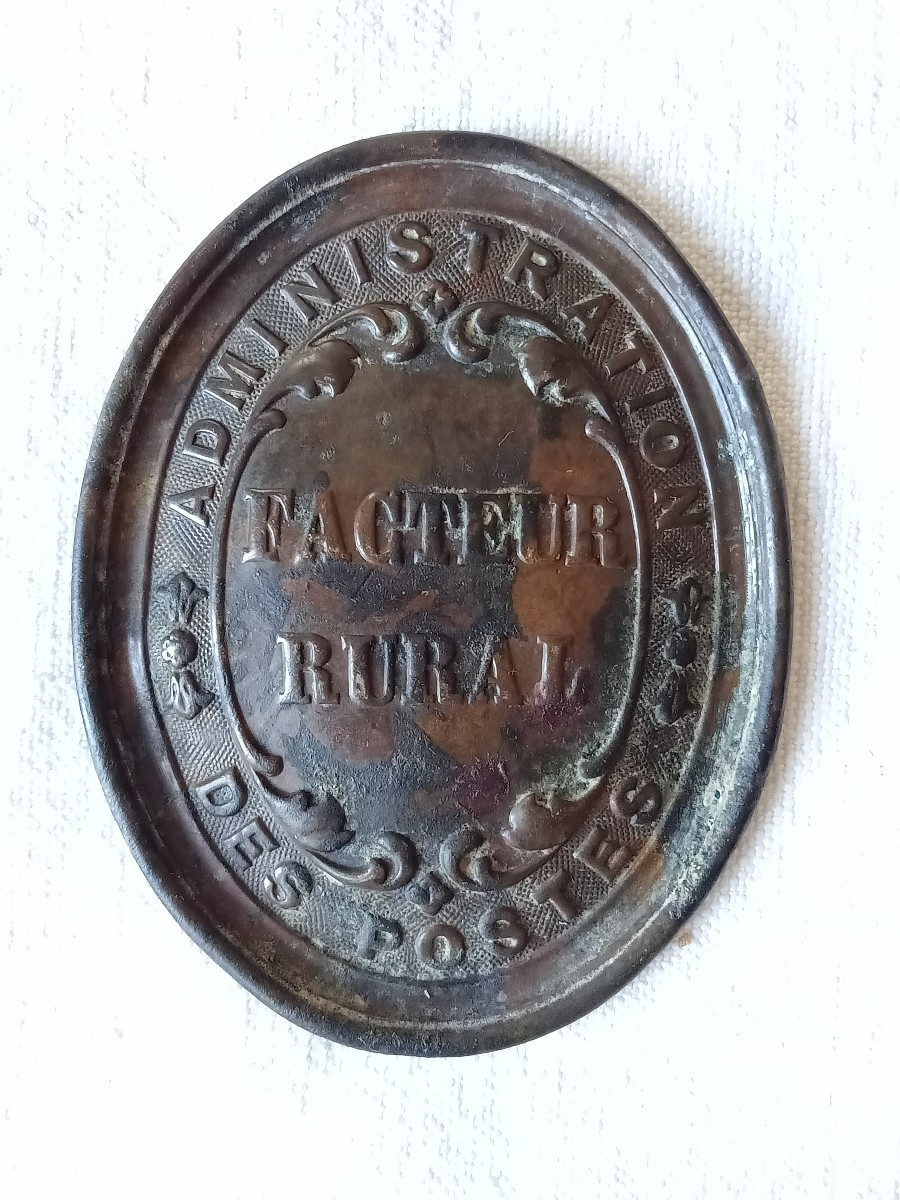 ADMINISTRATION
FACTEUR
RURAL
DES POSTES